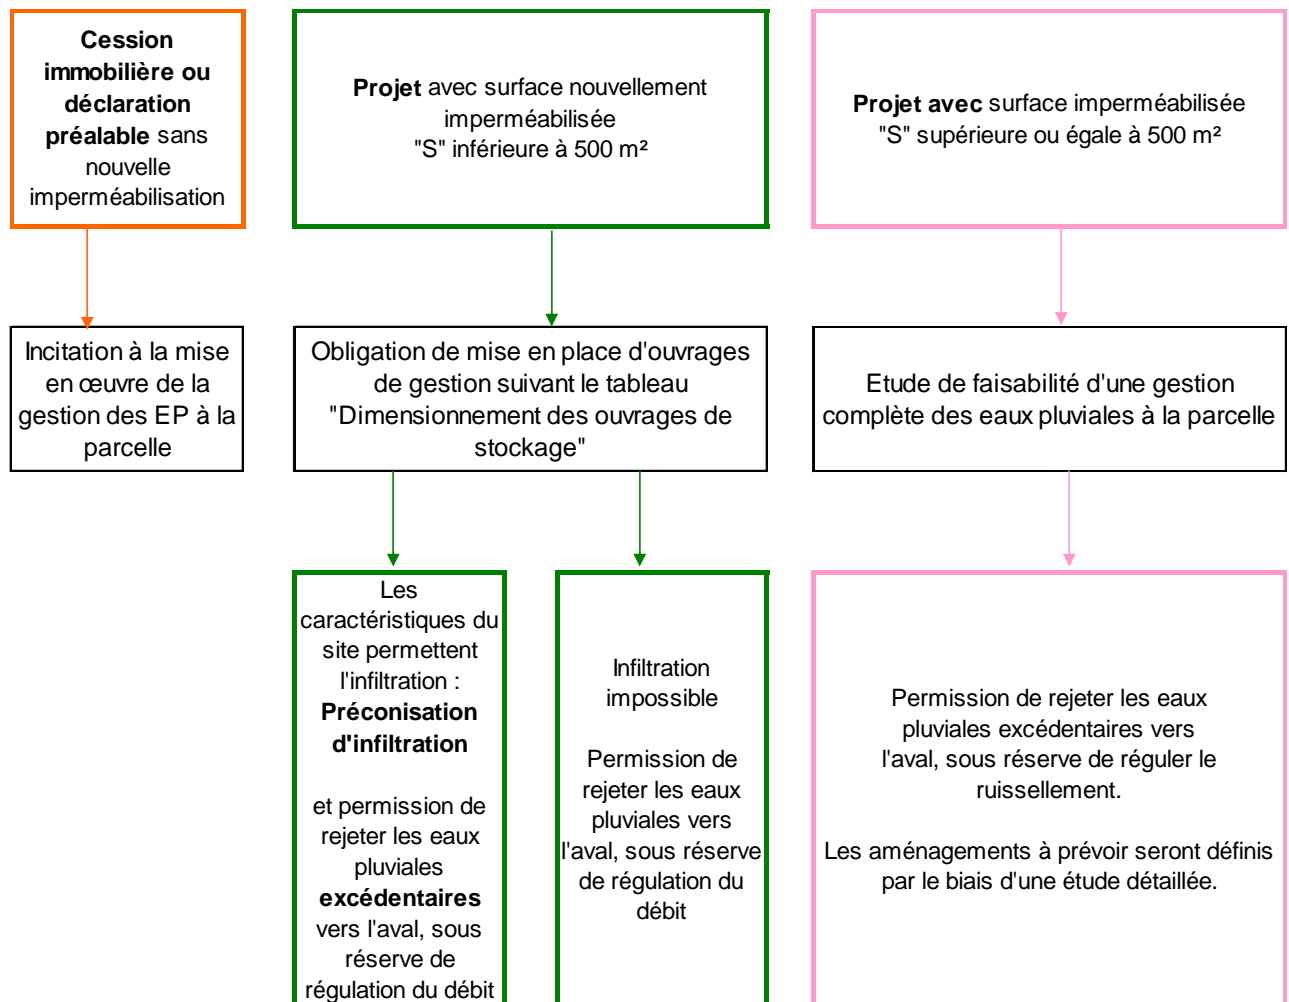 Cession
immobilière ou
déclaration
préalable sans
nouvelle
imperméabilisation
Projet avec surface nouvellement
imperméabilisée
"S" inférieure à 500 m²
Projet avec surface imperméabilisée
"S" supérieure ou égale à 500 m²
Incitation à la mise
en œuvre de la
gestion des EP à la
parcelle
Obligation de mise en place d'ouvrages
de gestion suivant le tableau
"Dimensionnement des ouvrages de
stockage"
Etude de faisabilité d'une gestion
complète des eaux pluviales à la parcelle
Les
caractéristiques du
site permettent
l'infiltration :
Préconisation
d'infiltration
et permission de
rejeter les eaux
pluviales
excédentaires
vers l'aval, sous
réserve de
régulation du débit
Infiltration
impossible
Permission de
rejeter les eaux
pluviales vers
l'aval, sous réserve
de régulation du
débit
Permission de rejeter les eaux
pluviales excédentaires vers
l'aval, sous réserve de réguler le
ruissellement.
Les aménagements à prévoir seront définis
par le biais d'une étude détaillée.